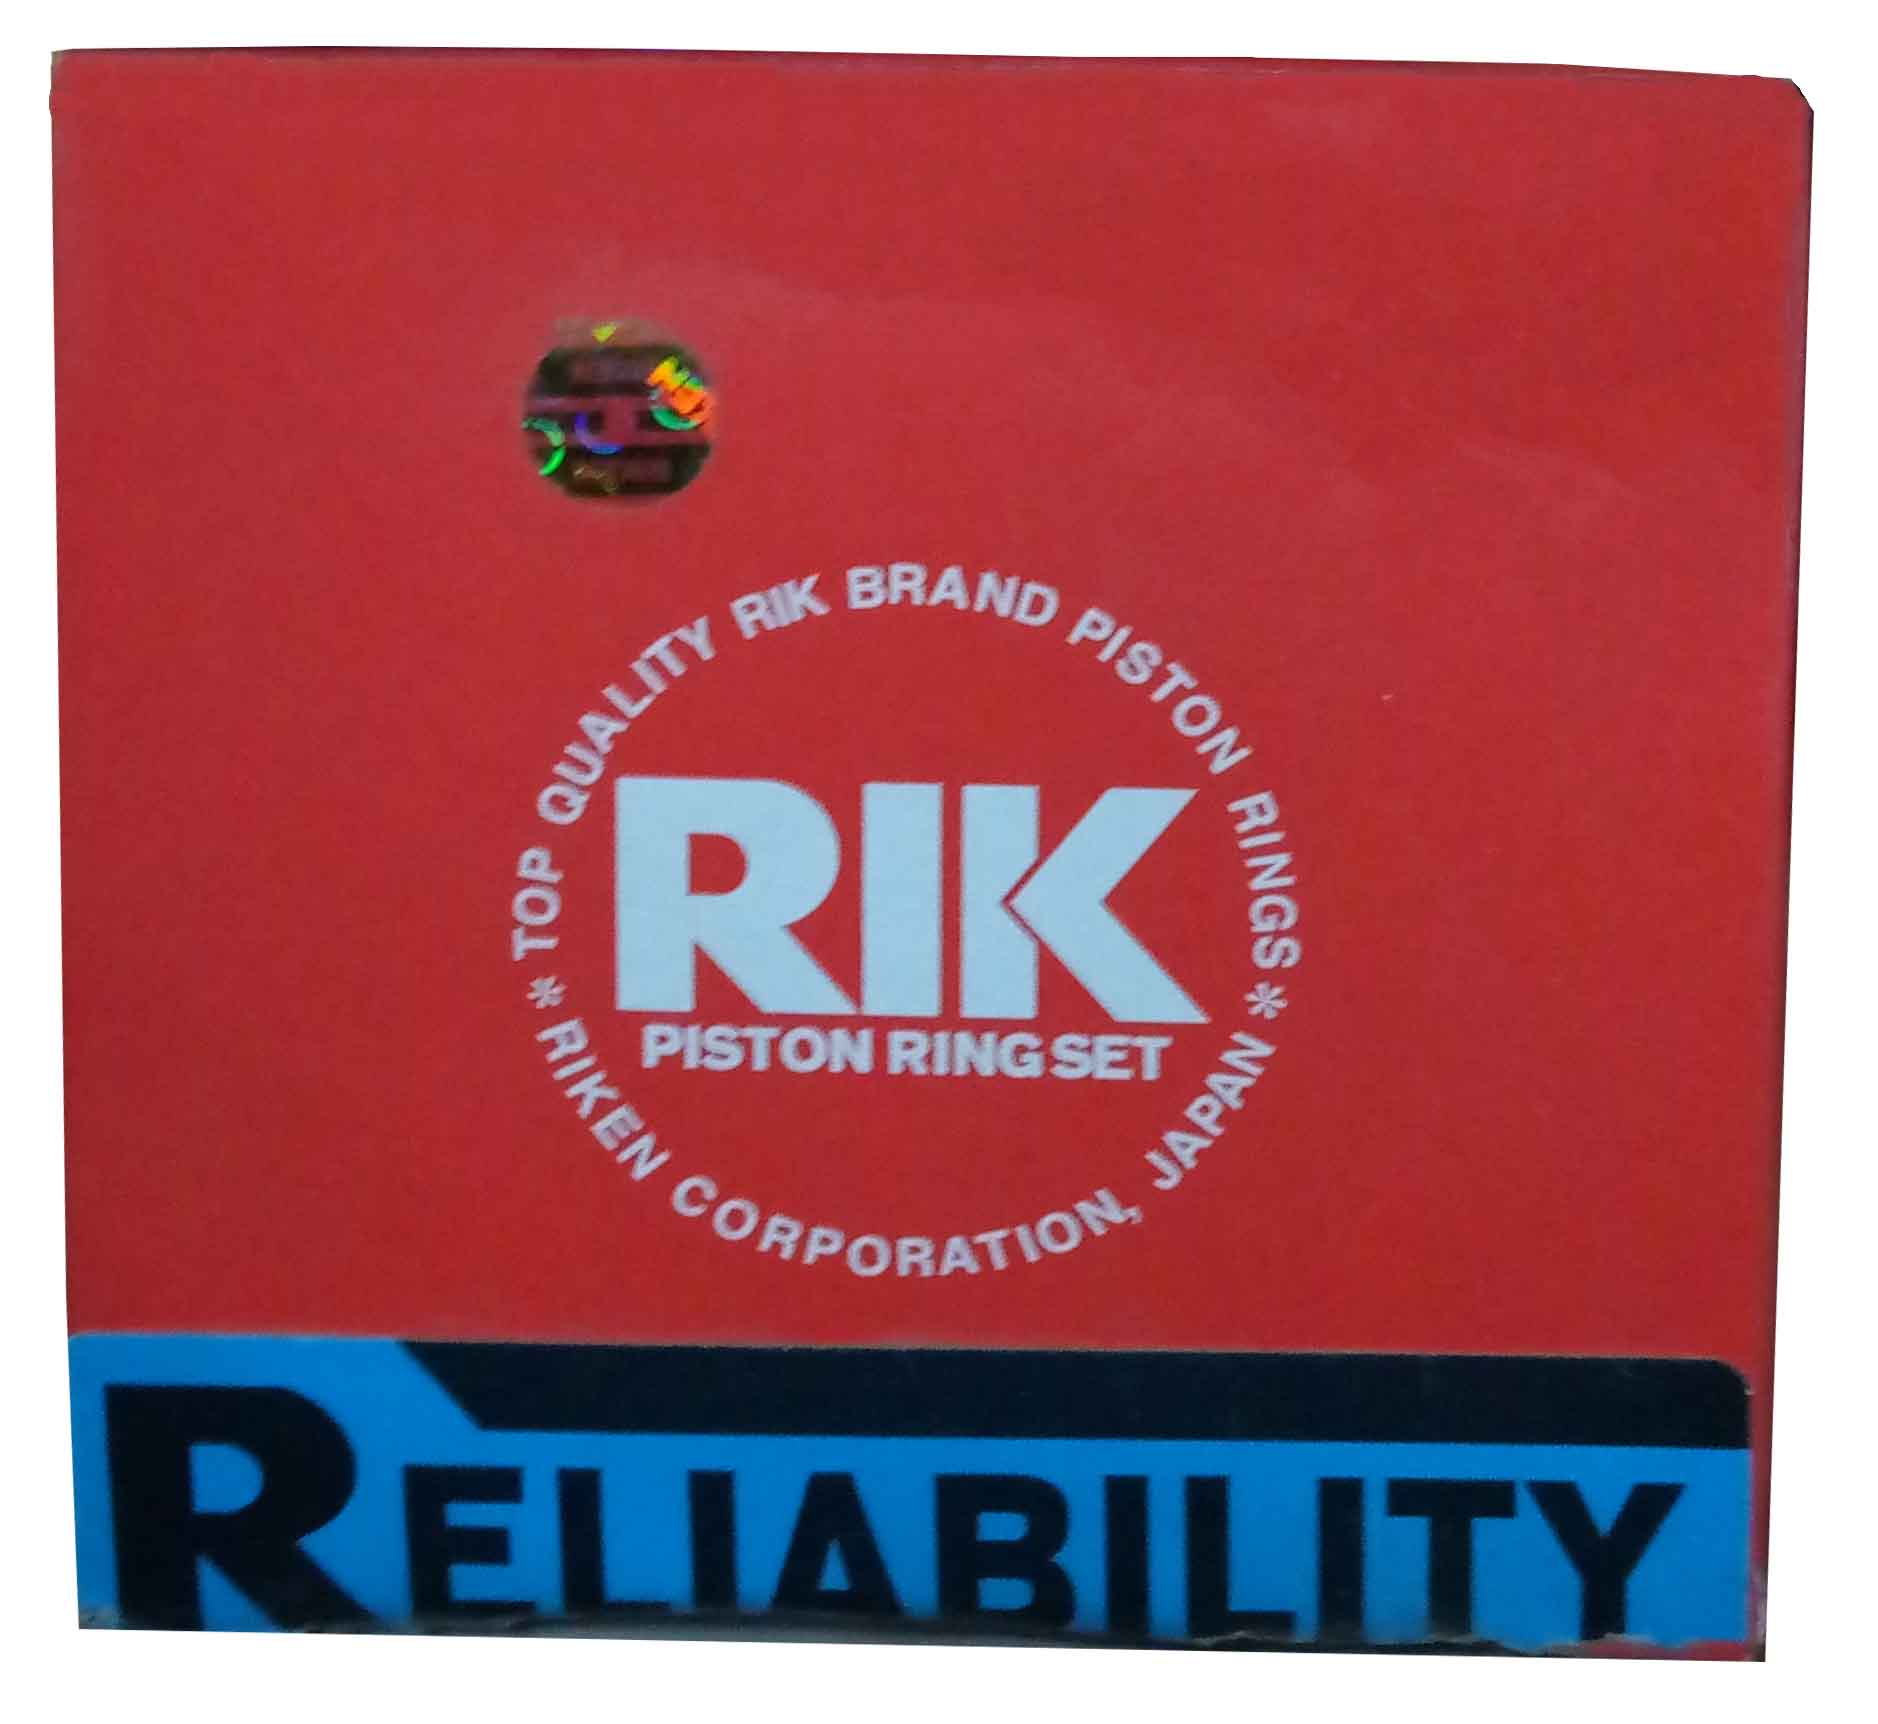 * TOP QUALITY RIK BRAND PISTON RINGS *
RIK
PISTON RING SET
RIKEN CORPORATION, JAPAN
RELIABILITY